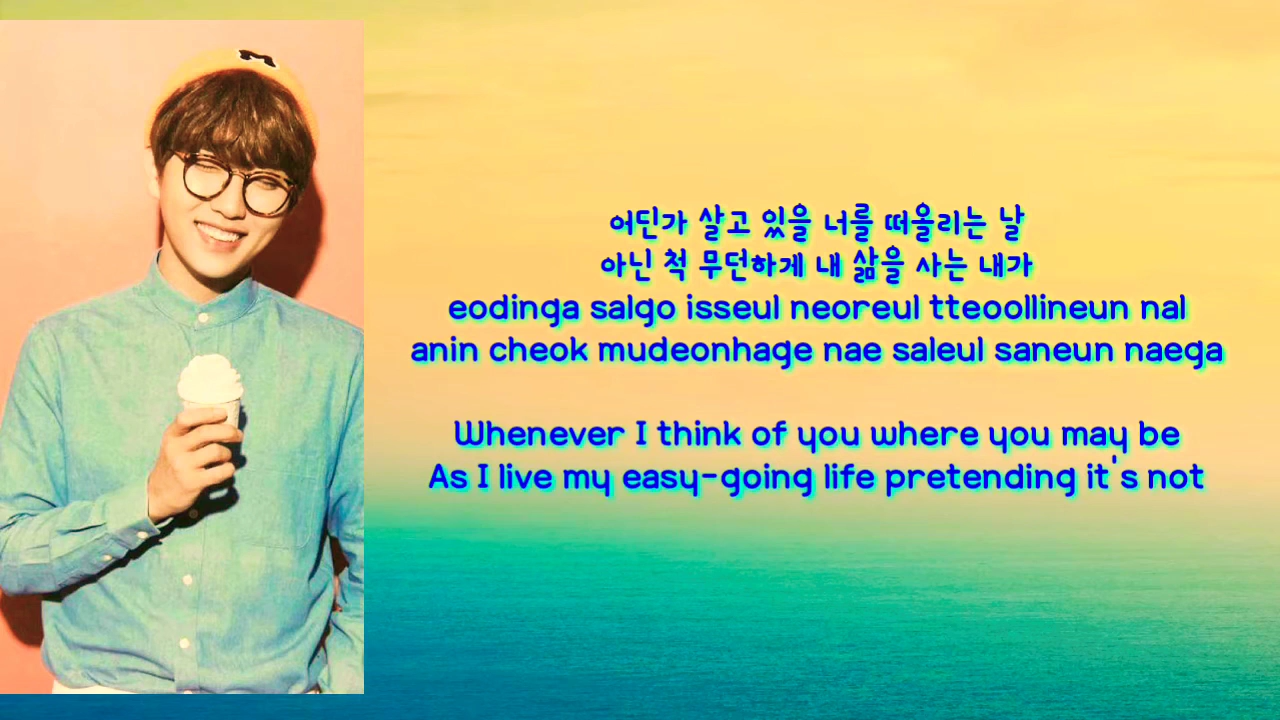 어딘가 살고 있을 너를 떠올리는 날
아닌 척 무던하게 내 삶을 사는 내가
eodinga salgo isseul neoreul tteoollineun nal
anin cheok mudeonhage nae saleul saneun naega
Whenever I think of you where you may be
As I live my easy-going life pretending it's not